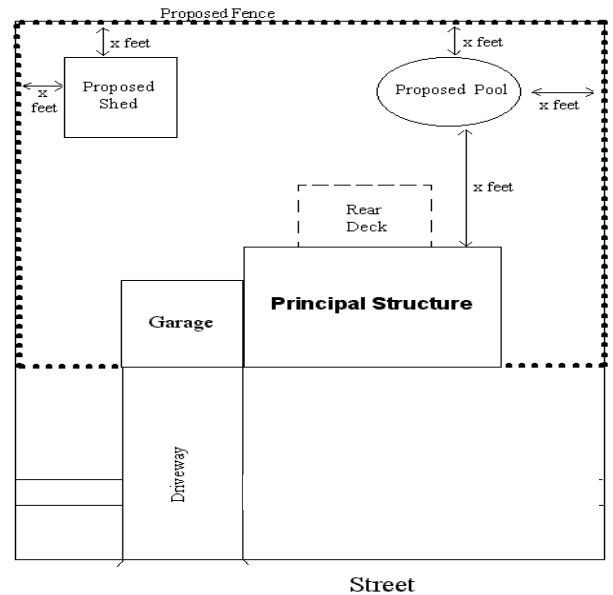 Proposed Fence
x feet
x feet
x
feet
Proposed
Shed
Proposed Pool
x feet
x feet
Rear
Deck
Garage
Principal Structure
Driveway
Street